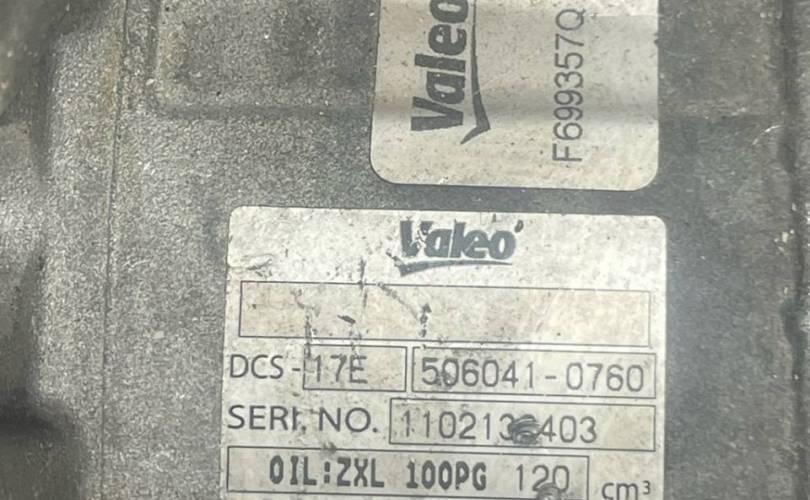 Valeo
F699357Q
Valeo
DCS-17E 506041-0760
SERI. NO.
OIL:ZXL 100PG 120 cm³